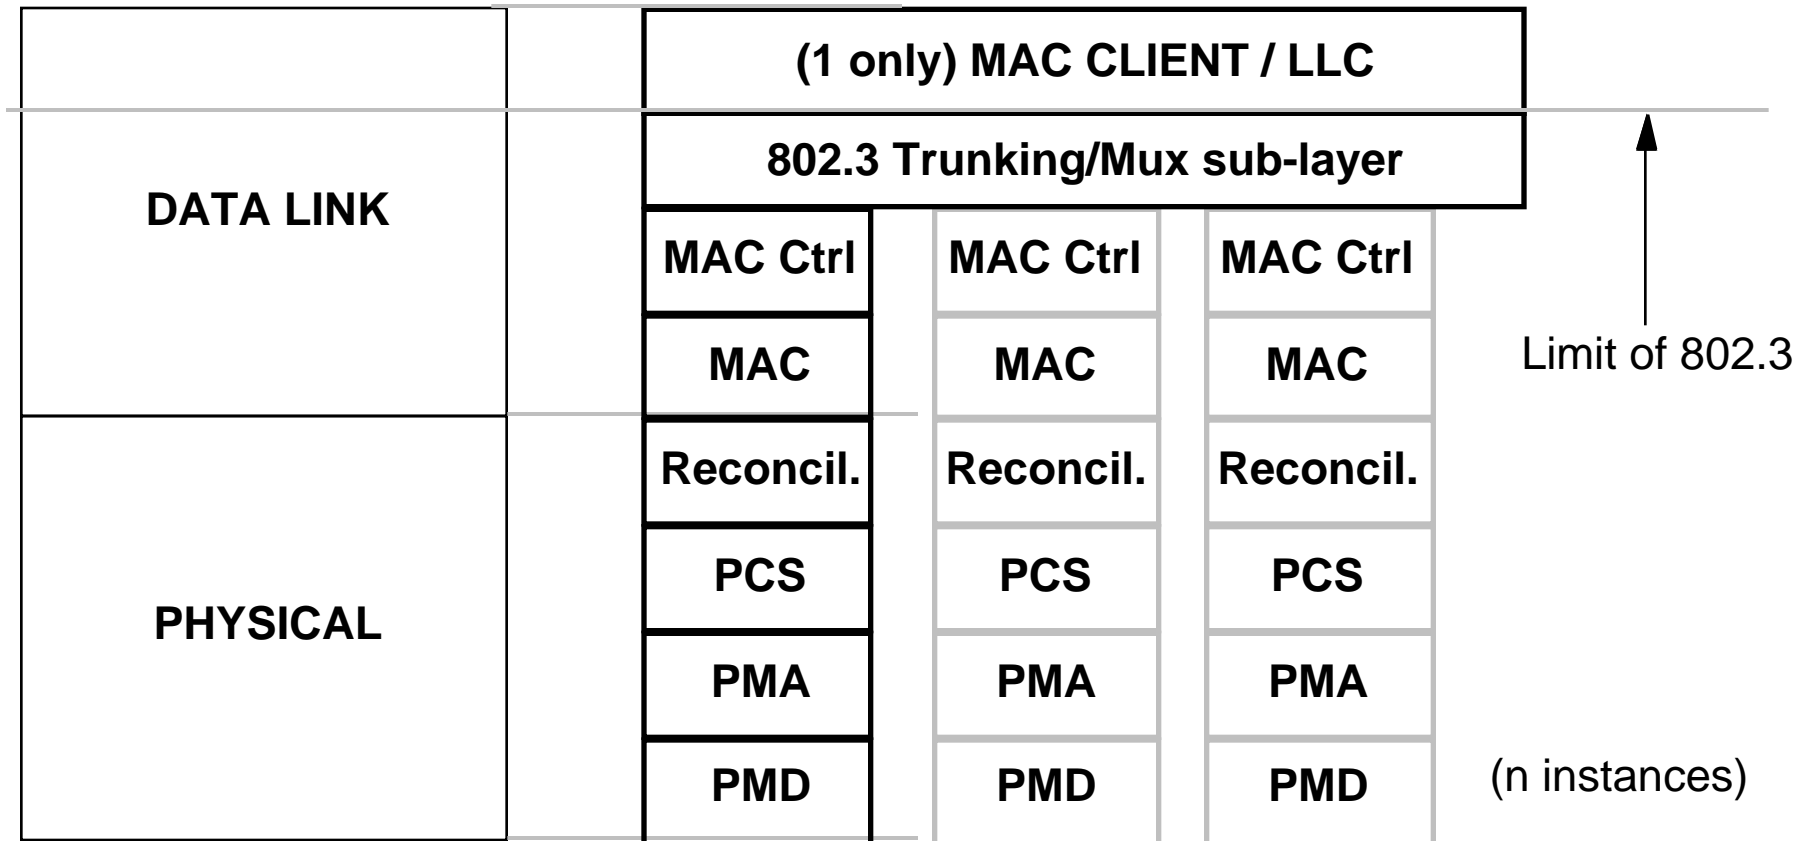 (1 only) MAC CLIENT / LLC
802.3 Trunking/Mux sub-layer
DATA LINK
MAC Ctrl MAC Ctrl MAC Ctrl
MAC MAC MAC
Limit of 802.3
Reconcil. Reconcil. Reconcil.
PCS PCS PCS
PHYSICAL
PMA PMA PMA
PMD PMD PMD
(n instances)